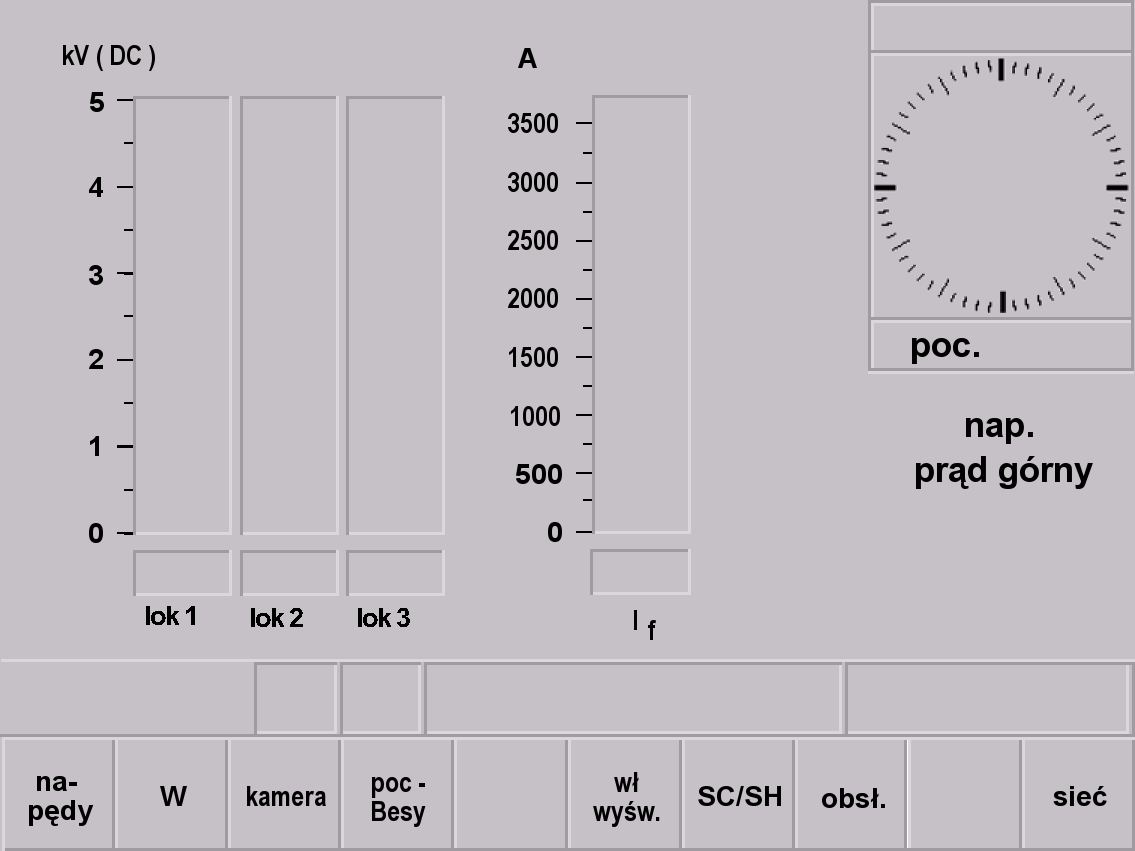 kV ( DC )
A
5
4
3
2
1
0
3500
3000
2500
2000
1500
1000
500
0
lok 1
lok 2
lok 3
I f
poc.
nap.
prąd górny
na-
pędy
W
kamera
poc -
Besy
wł
wyśw.
SC/SH
obsł.
sieć